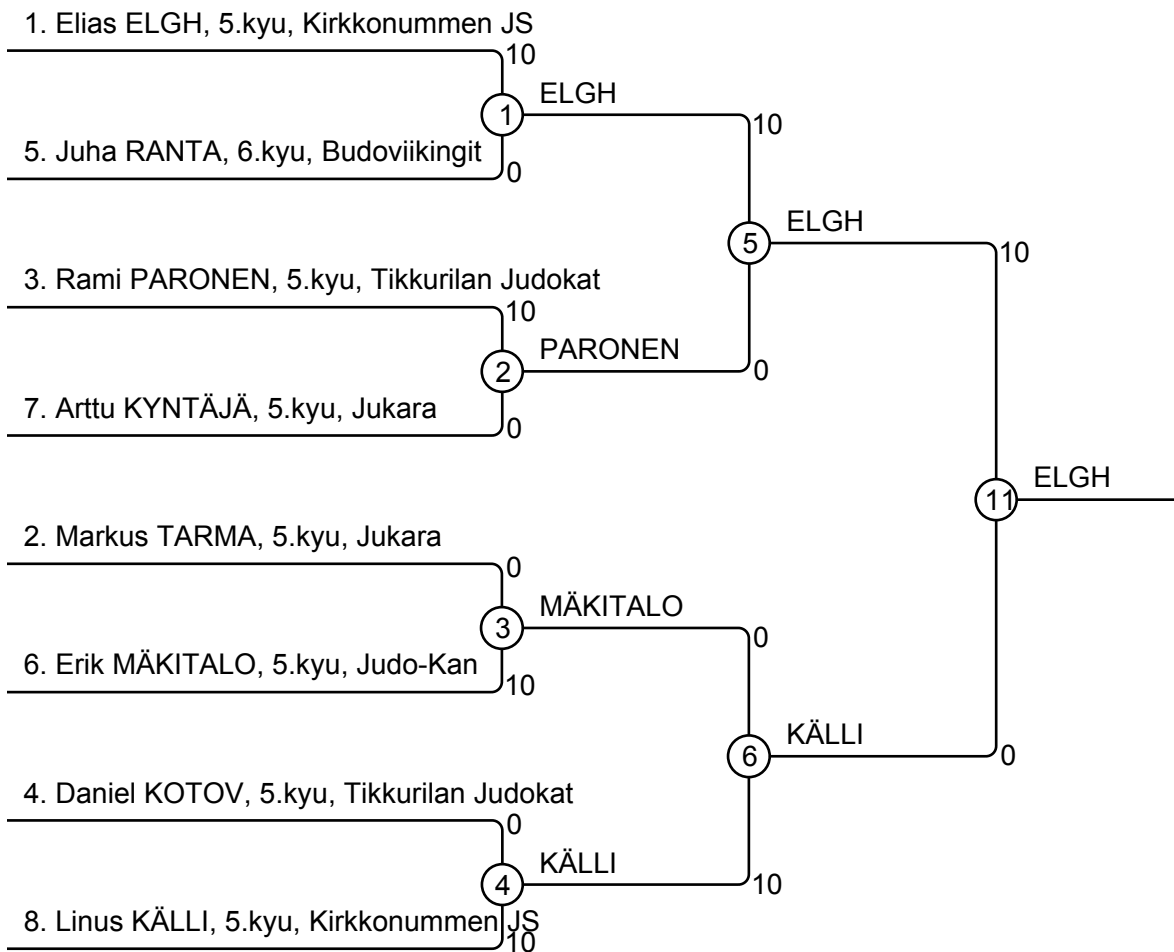 1. Elias ELGH, 5.kyu, Kirkkonummen JS
10
1
ELGH
10
5. Juha RANTA, 6.kyu, Budoviikingit
0
5
ELGH
10
3. Rami PARONEN, 5.kyu, Tikkurilan Judokat
10
2
PARONEN
0
7. Arttu KYNTÄJÄ, 5.kyu, Jukara
0
11
ELGH
2. Markus TARMA, 5.kyu, Jukara
0
3
MÄKITALO
0
6. Erik MÄKITALO, 5.kyu, Judo-Kan
10
6
KÄLLI
0
4. Daniel KOTOV, 5.kyu, Tikkurilan Judokat
0
4
KÄLLI
10
8. Linus KÄLLI, 5.kyu, Kirkkonummen JS
10